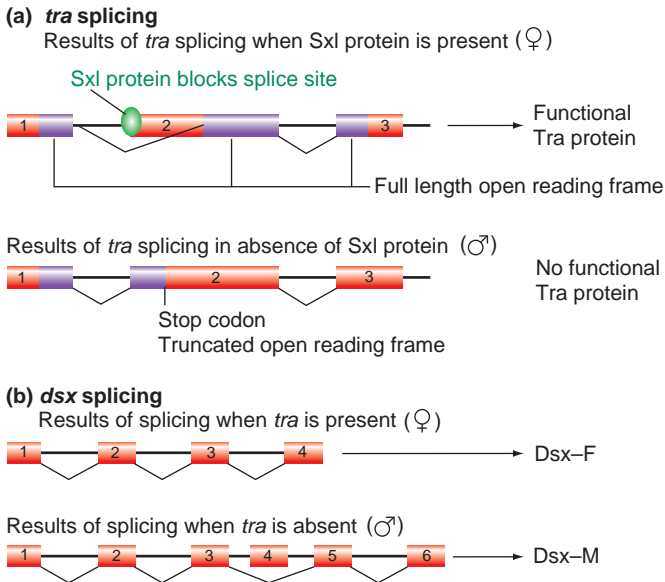 (a) tra splicing
Results of tra splicing when Sxl protein is present (♀)
Sxl protein blocks splice site
1 2 3
Functional
Tra protein
Full length open reading frame
Results of tra splicing in absence of Sxl protein (♂)
1 2 3
No functional
Tra protein
Stop codon
Truncated open reading frame
(b) dsx splicing
Results of splicing when tra is present (♀)
1 2 3 4
Dsx–F
Results of splicing when tra is absent (♂)
1 2 3 4 5 6
Dsx–M